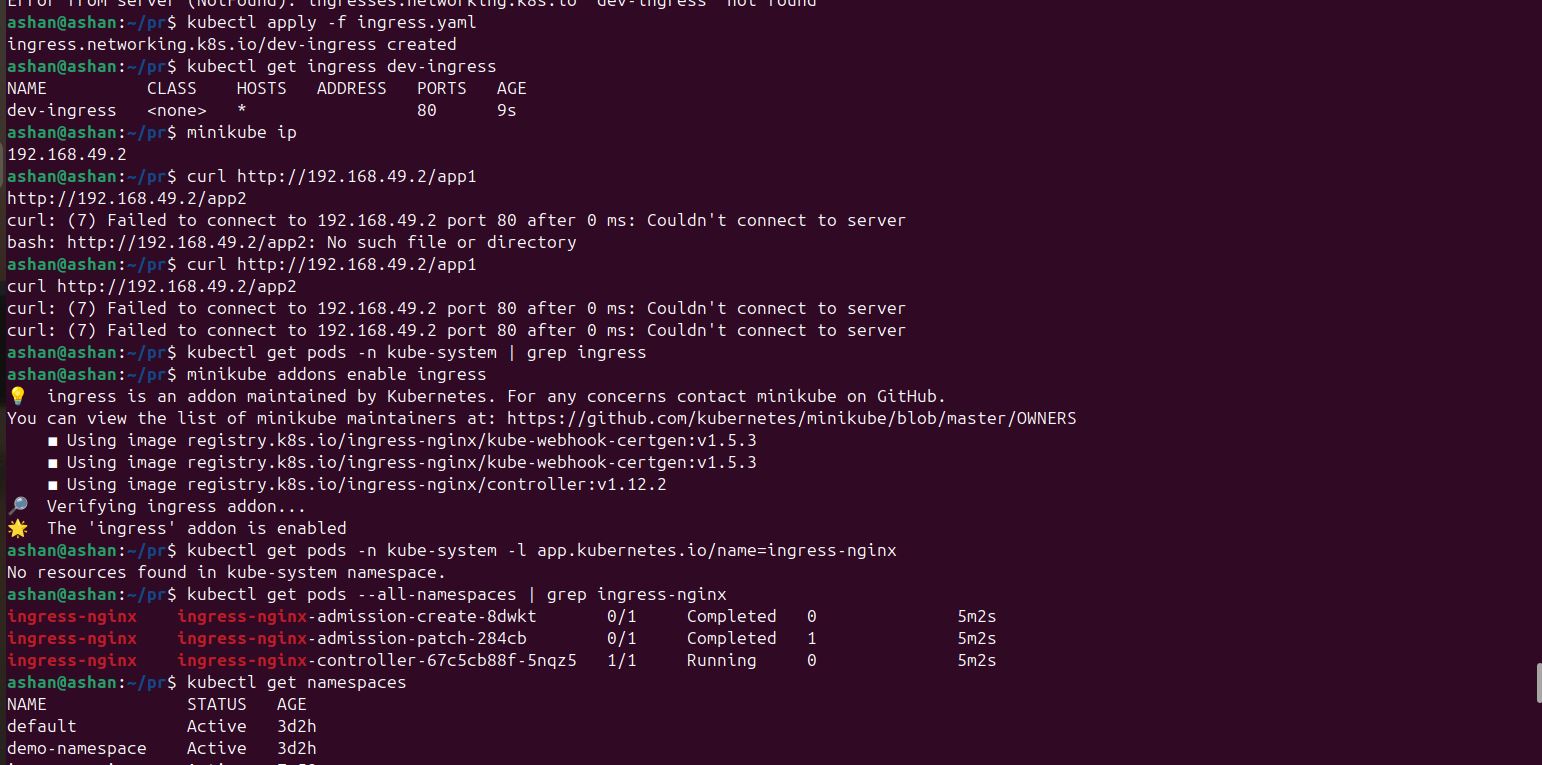 Error from server (NotFound): ingresses.networking.k8s.io "dev-ingress" not found
ashan@ashan:~/pr$ kubectl apply -f ingress.yaml
ingress.networking.k8s.io/dev-ingress created
ashan@ashan:~/pr$ kubectl get ingress dev-ingress
NAME          CLASS    HOSTS   ADDRESS   PORTS   AGE
dev-ingress   <none>   *                 80      9s
ashan@ashan:~/pr$ minikube ip
192.168.49.2
ashan@ashan:~/pr$ curl http://192.168.49.2/app1
http://192.168.49.2/app2
curl: (7) Failed to connect to 192.168.49.2 port 80 after 0 ms: Couldn't connect to server
bash: http://192.168.49.2/app2: No such file or directory
ashan@ashan:~/pr$ curl http://192.168.49.2/app1
curl http://192.168.49.2/app2
curl: (7) Failed to connect to 192.168.49.2 port 80 after 0 ms: Couldn't connect to server
curl: (7) Failed to connect to 192.168.49.2 port 80 after 0 ms: Couldn't connect to server
ashan@ashan:~/pr$ kubectl get pods -n kube-system | grep ingress
ashan@ashan:~/pr$ minikube addons enable ingress
💡  ingress is an addon maintained by Kubernetes. For any concerns contact minikube on GitHub.
You can view the list of minikube maintainers at: https://github.com/kubernetes/minikube/blob/master/OWNERS
    ▪ Using image registry.k8s.io/ingress-nginx/kube-webhook-certgen:v1.5.3
    ▪ Using image registry.k8s.io/ingress-nginx/kube-webhook-certgen:v1.5.3
    ▪ Using image registry.k8s.io/ingress-nginx/controller:v1.12.2
🔎  Verifying ingress addon...
🌟  The 'ingress' addon is enabled
ashan@ashan:~/pr$ kubectl get pods -n kube-system -l app.kubernetes.io/name=ingress-nginx
No resources found in kube-system namespace.
ashan@ashan:~/pr$ kubectl get pods --all-namespaces | grep ingress-nginx
ingress-nginx    ingress-nginx-admission-create-8dwkt       0/1     Completed   0              5m2s
ingress-nginx    ingress-nginx-admission-patch-284cb        0/1     Completed   1              5m2s
ingress-nginx    ingress-nginx-controller-67c5cb88f-5nqz5   1/1     Running     0              5m2s
ashan@ashan:~/pr$ kubectl get namespaces
NAME              STATUS   AGE
default           Active   3d2h
demo-namespace    Active   3d2h